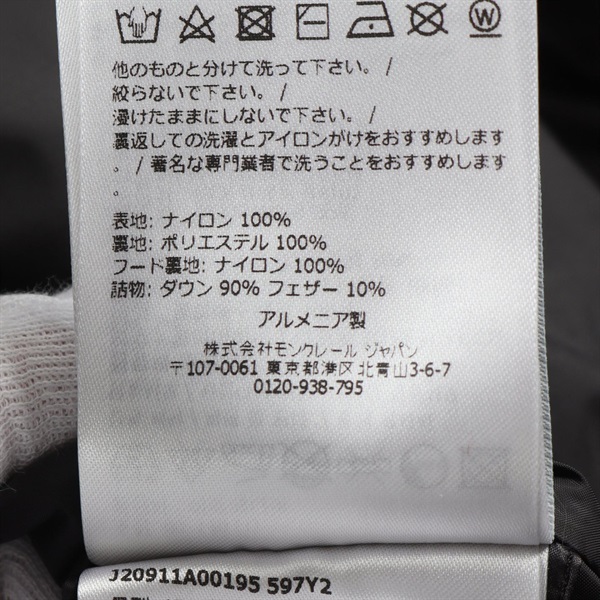 W
他のものと分けて洗って下さい。/
絞らないで下さい。/
浸けたままにしないで下さい。/
裏返しての洗濯とアイロンがけをおすすめします
。/ 著名な専門業者で洗うことをおすすめします
。
表地: ナイロン 100%
裏地: ポリエステル 100%
フード裏地: ナイロン 100%
詰物: ダウン 90% フェザー 10%
アルメニア製
株式会社モンクレール ジャパン
〒107-0061 東京都港区北青山3-6-7
0120-938-795
J20911A00195 597Y2